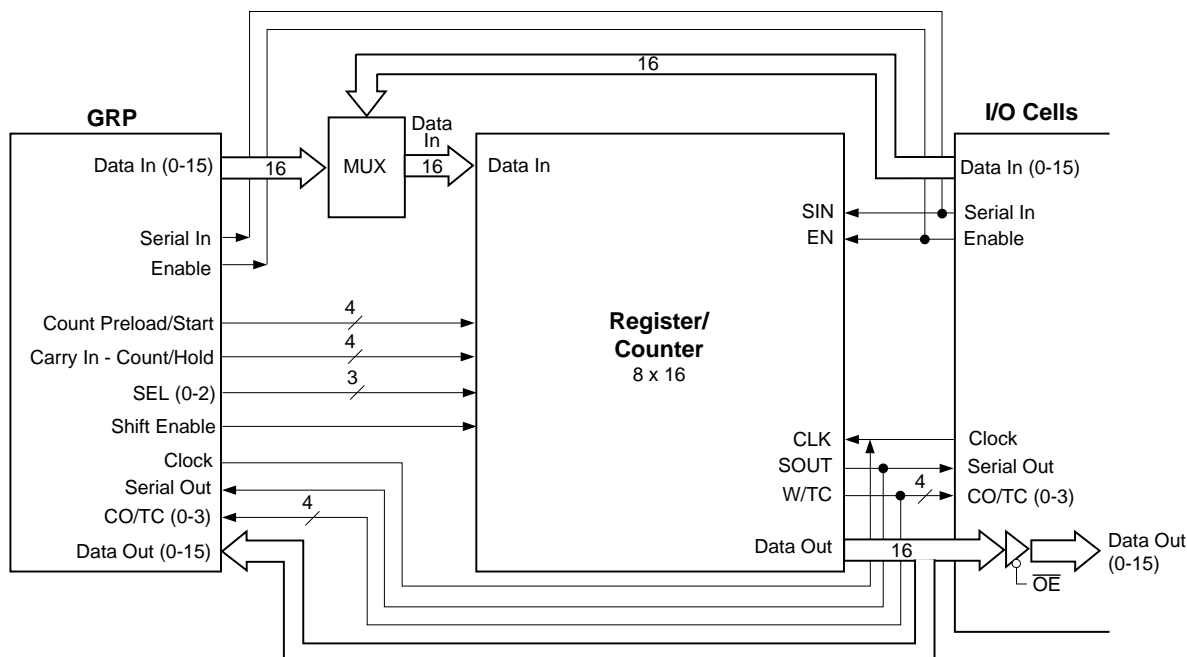 16
GRP
I/O Cells
Data In (0-15)
16
MUX
Data
In
16
Data In
Data In (0-15)
SIN
Serial In
EN
Enable
Serial In
Enable
Count Preload/Start
4
Carry In - Count/Hold
4
SEL (0-2)
3
Shift Enable
Register/
Counter
8 x 16
Clock
CLK
Clock
Serial Out
SOUT
Serial Out
CO/TC (0-3)
4
W/TC
4
CO/TC (0-3)
Data Out (0-15)
Data Out
16
OE
Data Out
(0-15)